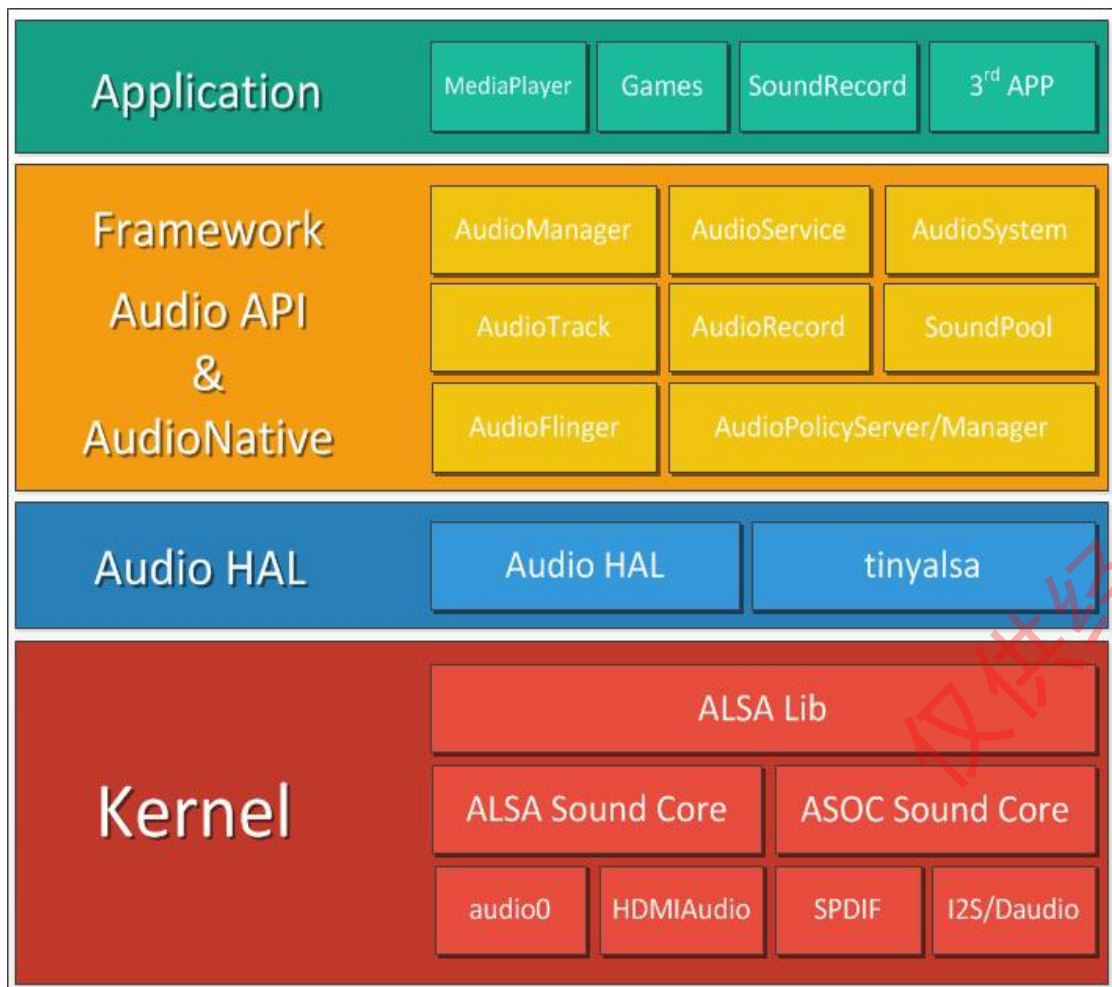 Application
MediaPlayer
Games
SoundRecord
3rd APP
Framework
Audio API
&
AudioNative
AudioManager
AudioService
AudioSystem
AudioTrack
AudioRecord
SoundPool
AudioFlinger
AudioPolicyServer/Manager
Audio HAL
Audio HAL
tinyalsa
Kernel
ALSA Lib
ALSA Sound Core
ASOC Sound Core
audio0
HDMIAudio
SPDIF
I2S/Daudio
仅供